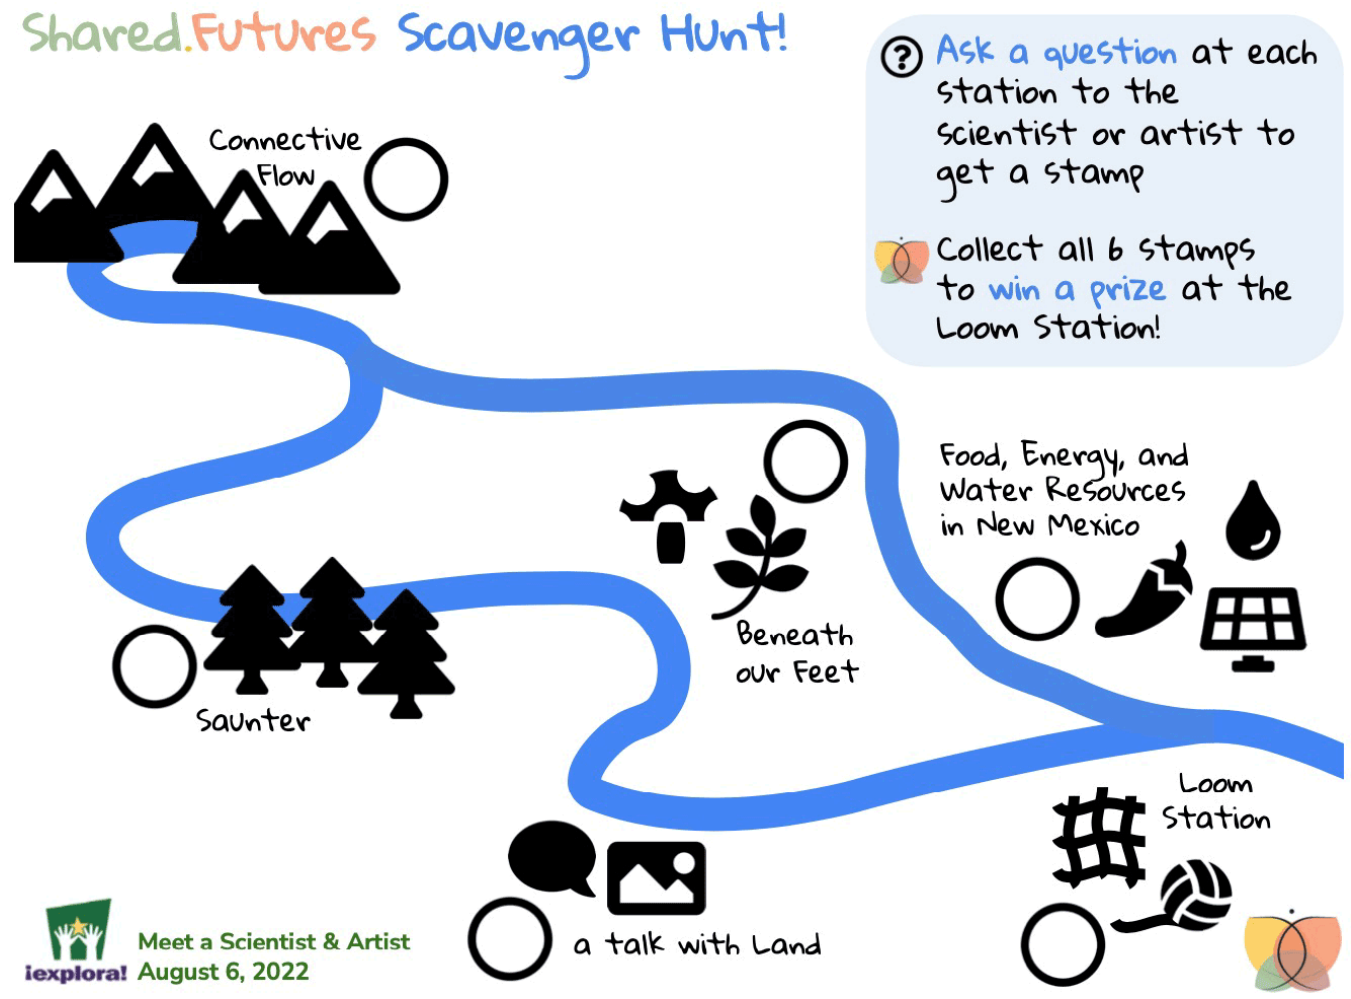 Shared.Futures Scavenger Hunt!
? Ask a question at each
station to the
scientist or artist to
get a stamp
Collect all 6 stamps
to win a prize at the
Loom Station!
Connective
Flow
Food, Energy, and
Water Resources
in New Mexico
Beneath
our Feet
Saunter
Loom
Station
a talk with Land
¡explora!
Meet a Scientist & Artist
August 6, 2022